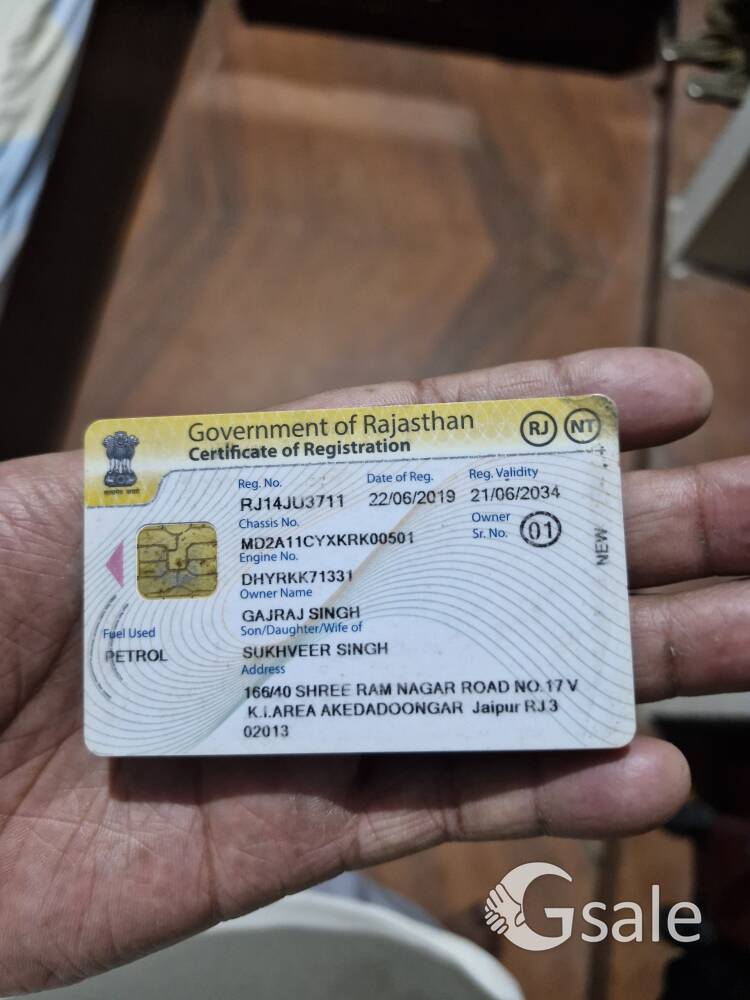 Government of Rajasthan
Certificate of Registration
RJ NT
सत्यमेव जयते
Reg. No. Date of Reg. Reg. Validity
RJ14JU3711 22/06/2019 21/06/2034
Chassis No. Owner Sr. No. 01
MD2A11CYXKRK00501
Engine No.
DHYRKK71331
Owner Name
GAJRAJ SINGH
Son/Daughter/Wife of
SUKHVEER SINGH
Fuel Used
PETROL
Address
166/40 SHREE RAM NAGAR ROAD NO.17 V
K.I.AREA AKEDADOONGAR Jaipur RJ 3
02013
NEW
Gsale